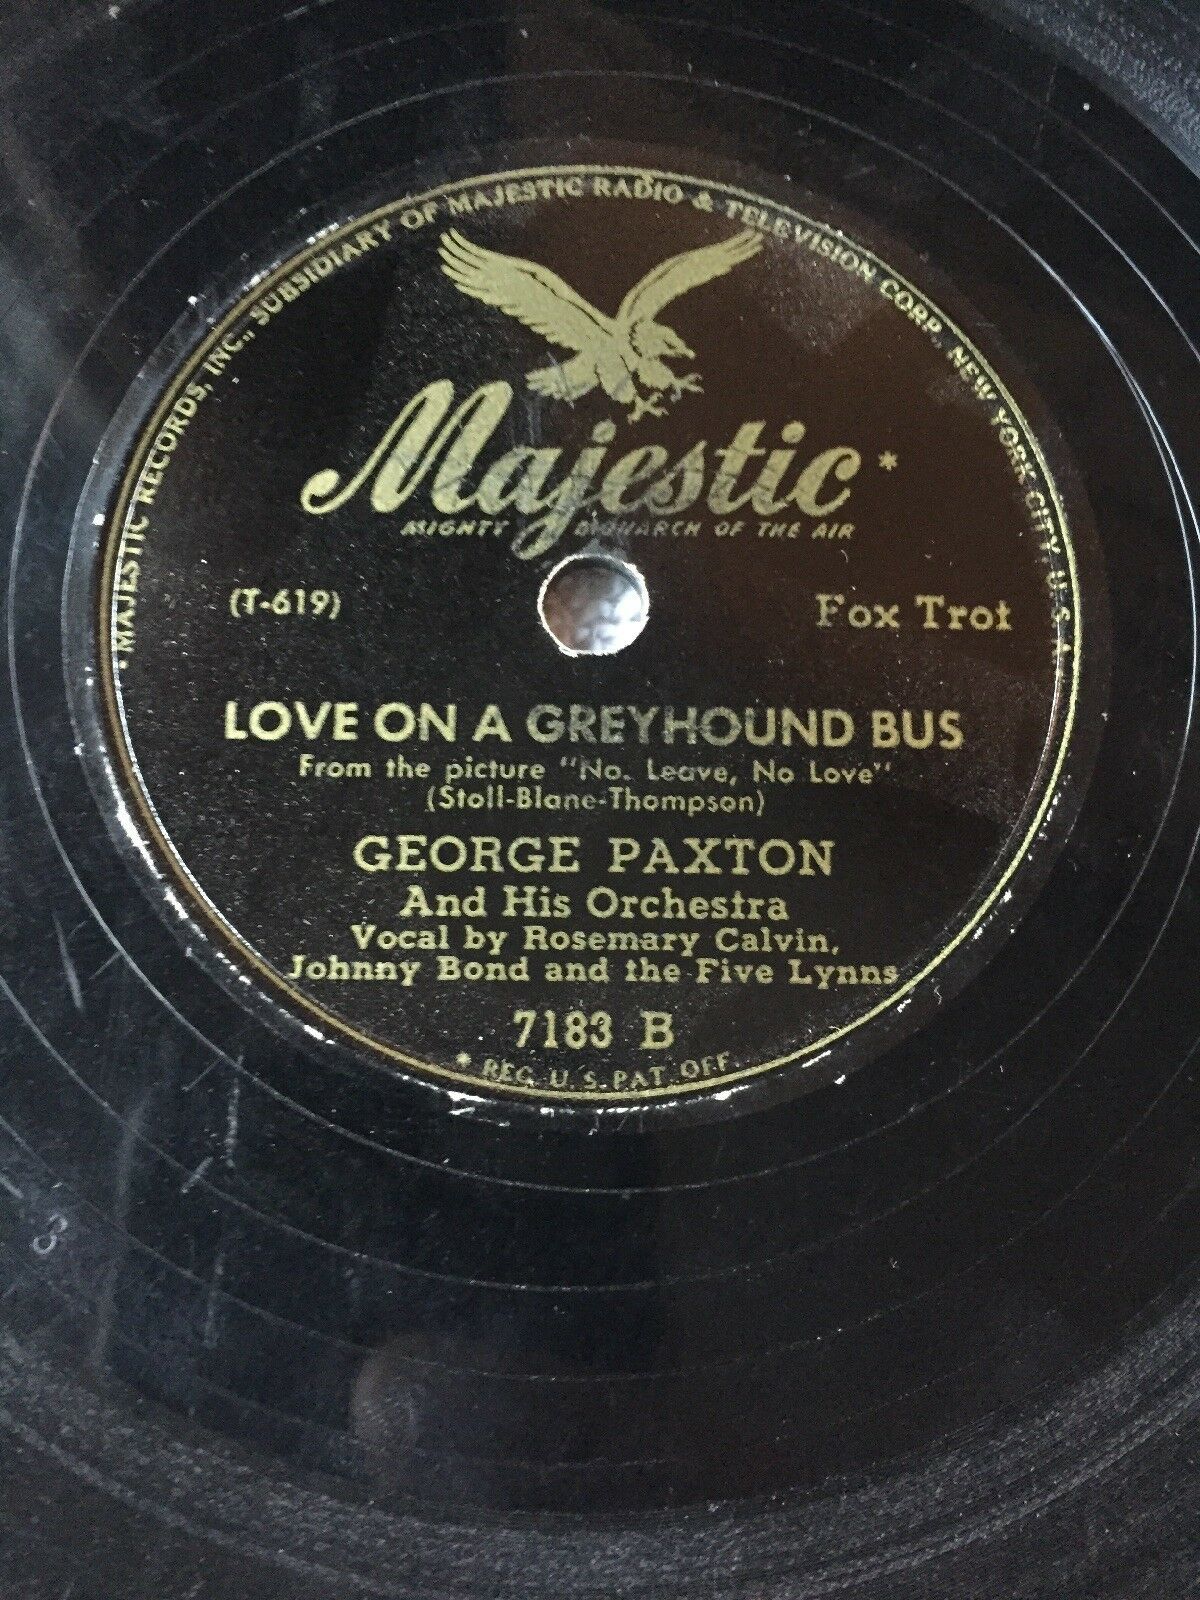 • MAJESTIC RECORDS, INC., SUBSIDIARY OF MAJESTIC RADIO & TELEVISION CORP., NEW YORK CITY, U.S.A.
Majestic*
MIGHTY MONARCH OF THE AIR
(T-619)
Fox Trot
LOVE ON A GREYHOUND BUS
From the picture "No. Leave, No Love"
(Stoll-Blane-Thompson)
GEORGE PAXTON
And His Orchestra
Vocal by Rosemary Calvin,
Johnny Bond and the Five Lynns
7183 B
* REG. U. S. PAT. OFF.